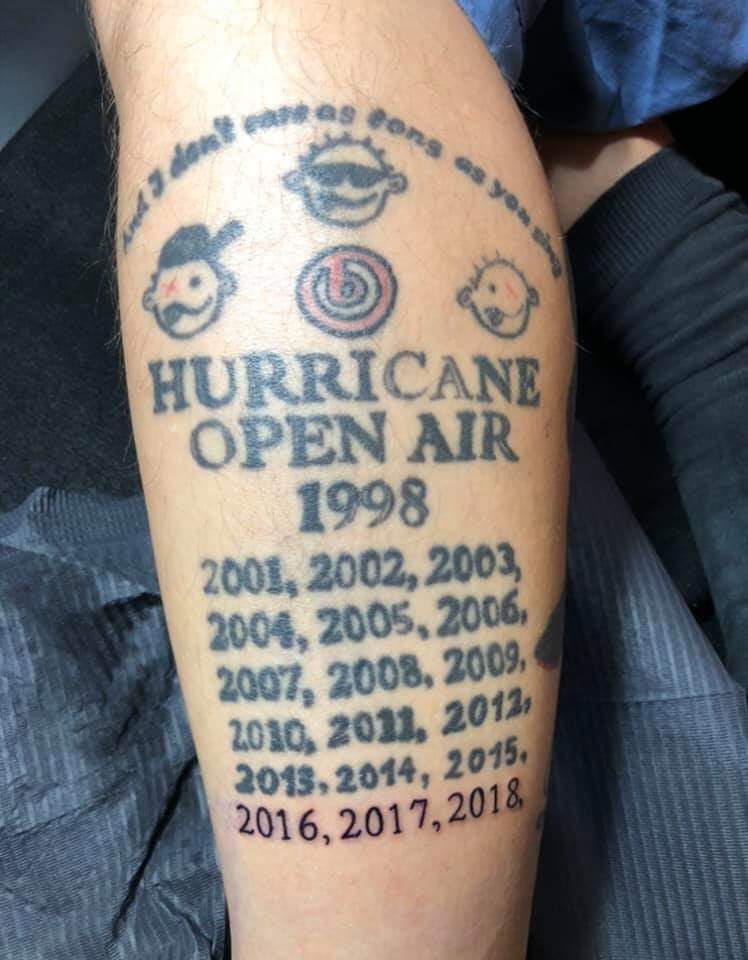 And I don't care as long as you sing
b
HURRICANE
OPEN AIR
1998
2001, 2002, 2003,
2004, 2005, 2006,
2007, 2008, 2009,
2010, 2011, 2012,
2013, 2014, 2015,
2016, 2017, 2018,